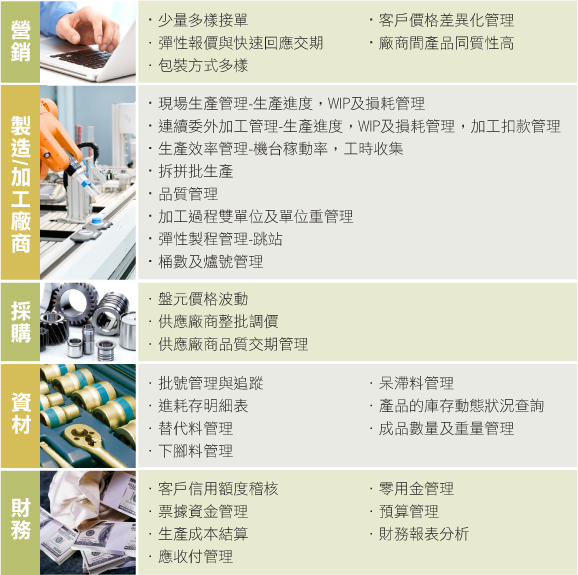 營銷
・少量多樣接單
・彈性報價與快速回應交期
・包裝方式多樣
・客戶價格差異化管理
・廠商間產品同質性高
製造/加工廠商
・現場生產管理-生產進度，WIP及損耗管理
・連續委外加工管理-生產進度，WIP及損耗管理，加工扣款管理
・生產效率管理-機台稼動率，工時收集
・拆拼批生產
・品質管理
・加工過程雙單位及單位重管理
・彈性製程管理-跳站
・桶數及爐號管理
採購
・盤元價格波動
・供應廠商整批調價
・供應廠商品質交期管理
資材
・批號管理與追蹤
・進耗存明細表
・替代料管理
・下腳料管理
・呆滯料管理
・產品的庫存動態狀況查詢
・成品數量及重量管理
財務
・客戶信用額度稽核
・票據資金管理
・生產成本結算
・應收付管理
・零用金管理
・預算管理
・財務報表分析